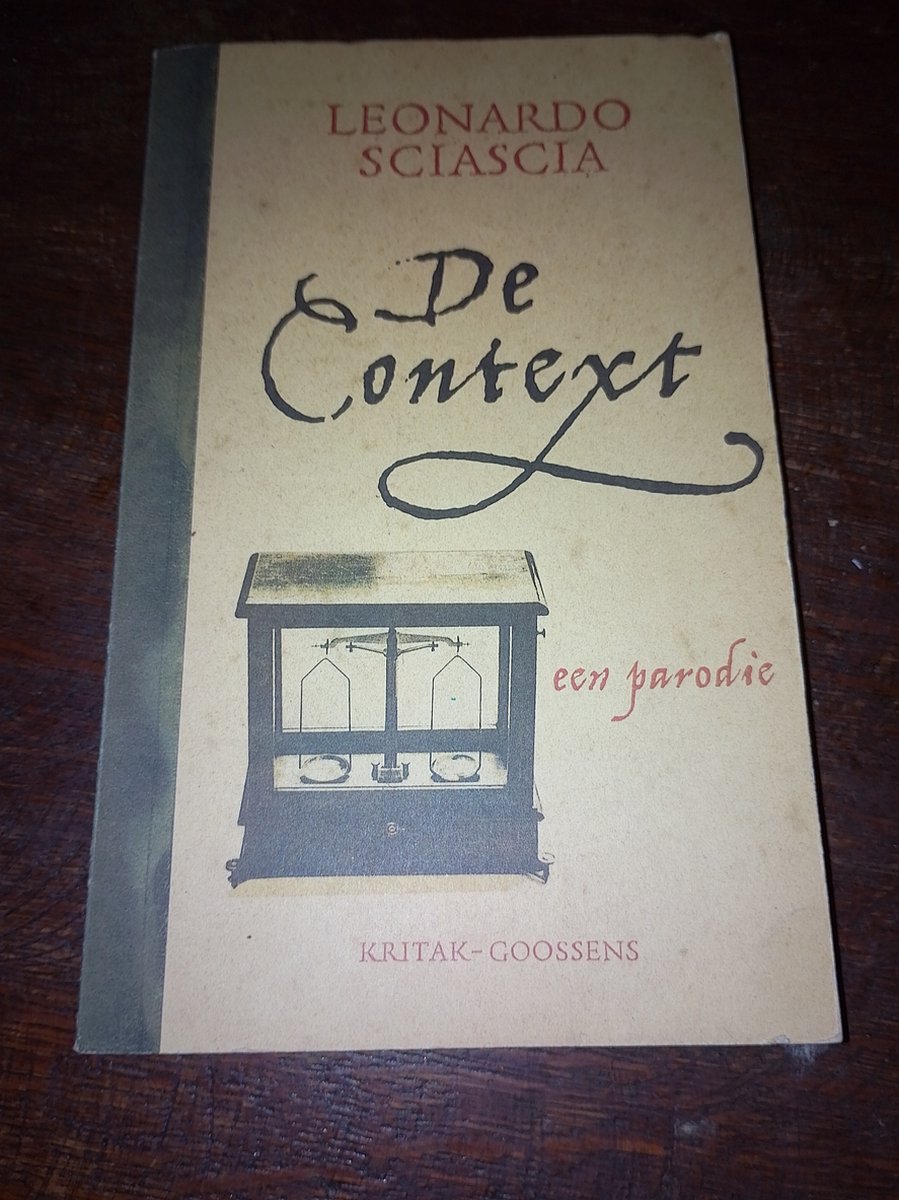 LEONARDO
SCIASCIA
De
Context
een parodie
KRITAK-GOOSSENS